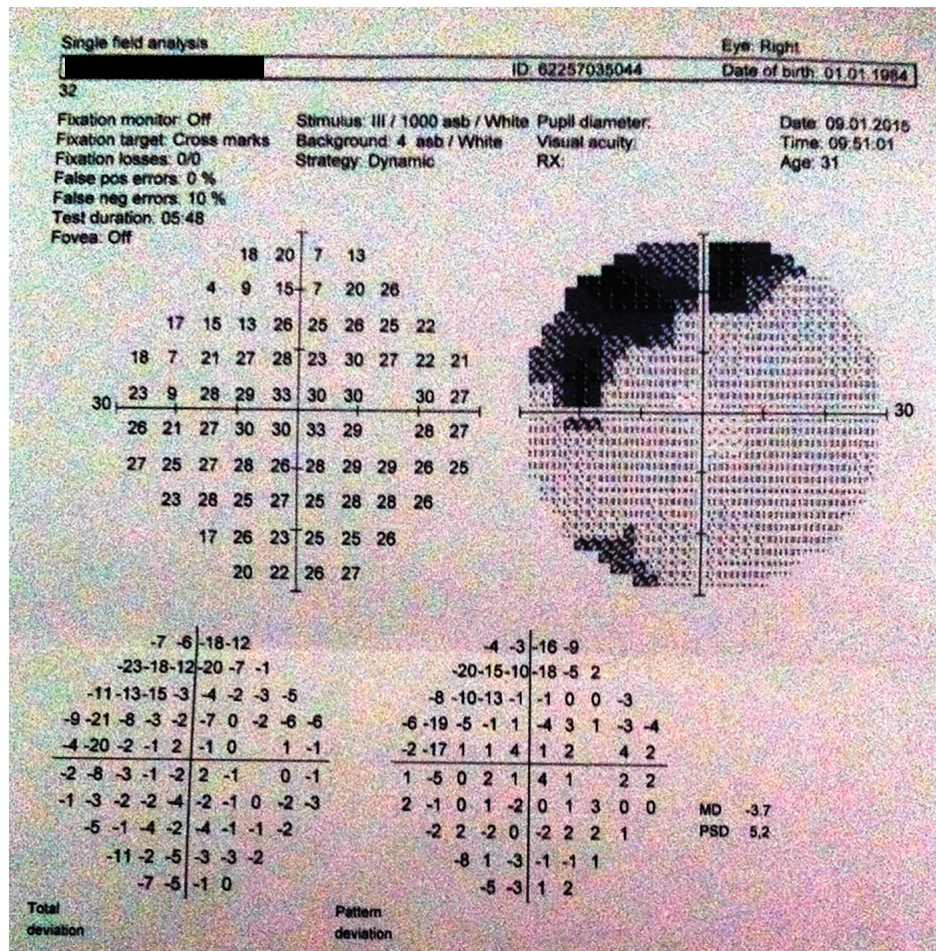 Single field analysis Eye: Right
ID: 62257035044 Date of birth: 01.01.1984
32
Fixation monitor: Off Stimulus: III / 1000 asb / White Pupil diameter: Date: 09.01.2015
Fixation target: Cross marks Background: 4 asb / White Visual acuity: Time: 09:51:01
Fixation losses: 0/0 Strategy: Dynamic RX: Age: 31
False pos errors: 0 %
False neg errors: 10 %
Test duration: 05:48
Fovea: Off
18 20 7 13
4 9 15 7 20 26
17 15 13 26 25 26 25 22
18 7 21 27 28 23 30 27 22 21
23 9 28 29 33 30 30 30 27
30 30
26 21 27 30 30 33 29 28 27
27 25 27 28 26 28 29 29 26 25
23 28 25 27 25 28 28 26
17 26 23 25 25 26
20 22 26 27
-7 -6 -18 -12 -4 -3 -16 -9
-23 -18 -12 -20 -7 -1 -20 -15 -10 -18 -5 2
-11 -13 -15 -3 -4 -2 -3 -5 -8 -10 -13 -1 -1 0 0 -3
-9 -21 -8 -3 -2 -7 0 -2 -6 -6 -6 -19 -5 -1 1 -4 3 1 -3 -4
-4 -20 -2 -1 2 -1 0 1 -1 -2 -17 1 1 4 1 2 4 2
-2 -8 -3 -1 -2 2 -1 0 -1 1 -5 0 2 1 4 1 2 2
-1 -3 -2 -2 -4 -2 -1 0 -2 -3 2 -1 0 1 -2 0 1 3 0 0 MD -3.7
-5 -1 -4 -2 -4 -1 -1 -2 -2 2 -2 0 -2 2 2 1 PSD 5,2
-11 -2 -5 -3 -3 -2 -8 1 -3 -1 -1 1
-7 -5 -1 0 -5 -3 1 2
Total Pattern
deviation deviation